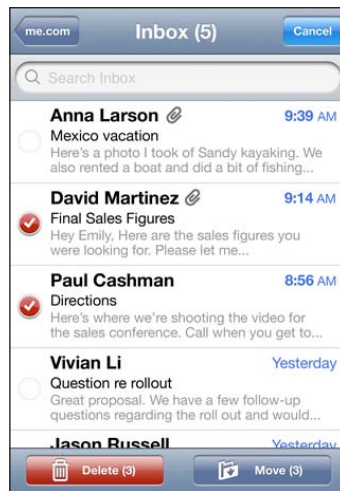 me.com Inbox (5) Cancel
Search Inbox
Anna Larson 9:39 AM
Mexico vacation
Here's a photo I took of Sandy kayaking. We
also rented a boat and did a bit of fishing...
David Martinez 9:14 AM
Final Sales Figures
Hey Emily, Here are the sales figures you
were looking for. Please let me...
Paul Cashman 8:56 AM
Directions
Here's where we're shooting the video for
the sales conference. Call when you get to...
Vivian Li Yesterday
Question re rollout
Great proposal. We have a few follow-up
questions regarding the roll out and would...
Jason Russell Yesterday
Delete (3) Move (3)